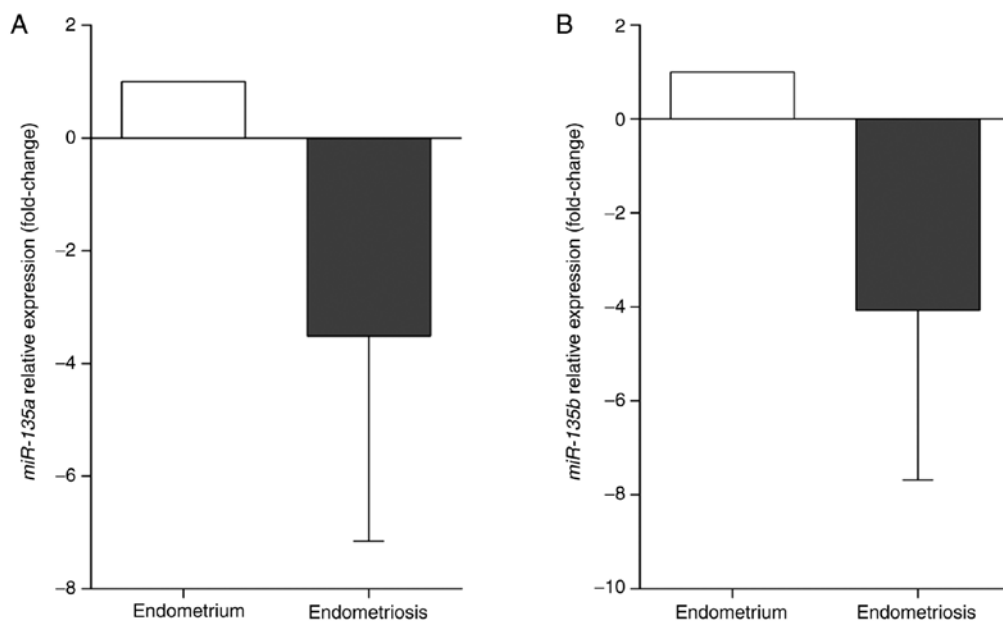 A
miR-135a relative expression (fold-change)
2
0
−2
−4
−6
−8
Endometrium
Endometriosis
B
miR-135b relative expression (fold-change)
2
0
−2
−4
−6
−8
−10
Endometrium
Endometriosis